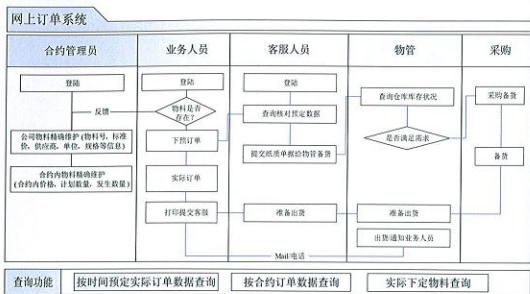 网上订单系统
合约管理员
业务人员
客服人员
物管
采购
登陆
登陆
登陆
查询仓库库存状况
采购备货
反馈
物料是否
存在?
查询核对预定数据
公司物料精确维护(物料号,标准
价,供应商,单位,规格等信息)
下预订单
是否满足需求
提交纸质单据给物管备货
备货
合约内物料精确维护
(合约内价格,计划数量,发生数量)
实际订单
打印提交客服
准备出货
准备出货
出货/通知业务人员
Mail/电话
查询功能
按时间预定实际订单数据查询
按合约订单数据查询
实际下定物料查询